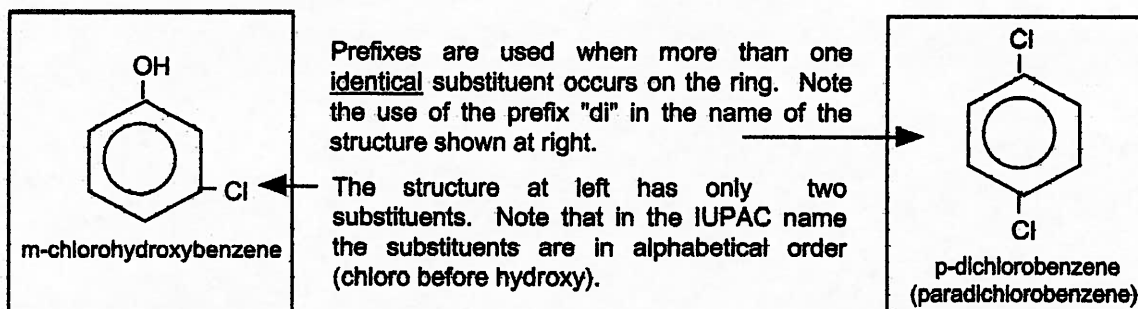 OH
Cl
m-chlorohydroxybenzene
Prefixes are used when more than one
identical substituent occurs on the ring. Note
the use of the prefix "di" in the name of the
structure shown at right.
The structure at left has only two
substituents. Note that in the IUPAC name
the substituents are in alphabetical order
(chloro before hydroxy).
Cl
Cl
p-dichlorobenzene
(paradichlorobenzene)